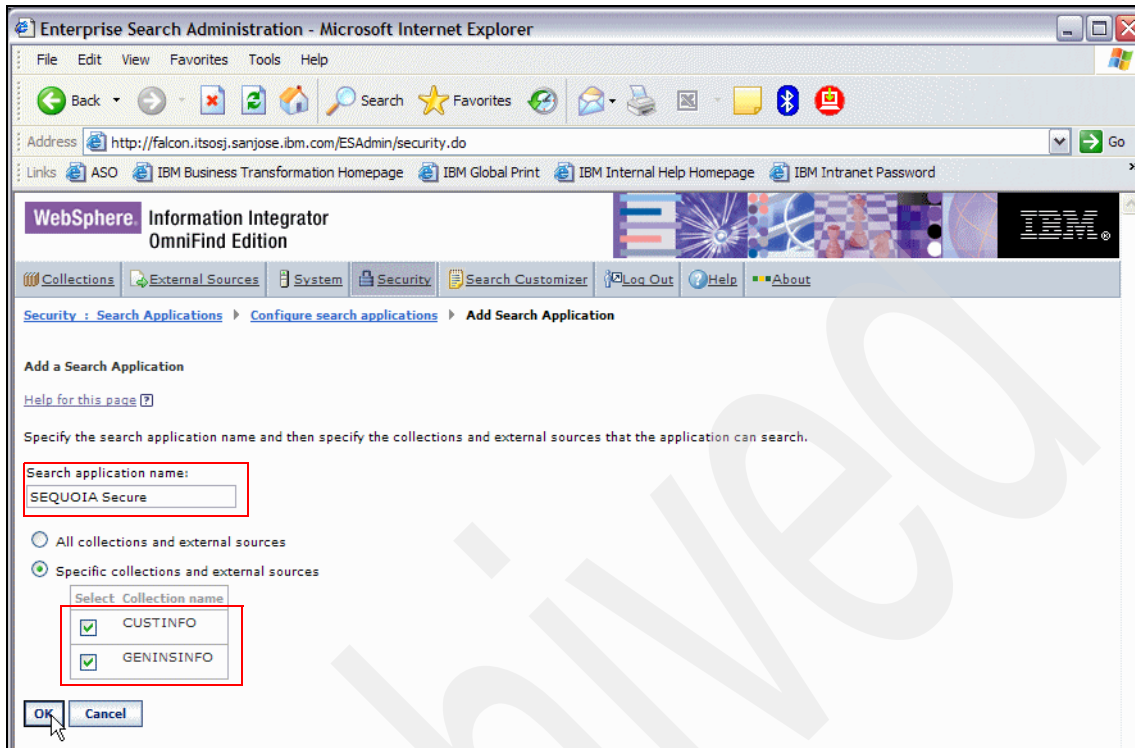 Enterprise Search Administration - Microsoft Internet Explorer
File Edit View Favorites Tools Help
Back Search Favorites
Address http://falcon.itsosj.sanjose.ibm.com/ESAdmin/security.do Go
Links ASO IBM Business Transformation Homepage IBM Global Print IBM Internal Help Homepage IBM Intranet Password »
WebSphere. Information Integrator
OmniFind Edition
IBM®
Collections External Sources System Security Search Customizer Log Out Help About
Security : Search Applications Configure search applications Add Search Application
Add a Search Application
Help for this page ?
Specify the search application name and then specify the collections and external sources that the application can search.
Search application name:
SEQUOIA Secure
All collections and external sources
Specific collections and external sources
Select Collection name
CUSTINFO
GENINSINFO
OK Cancel